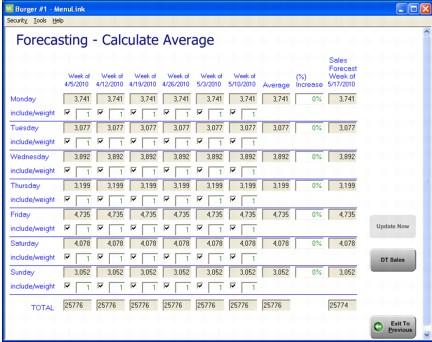 Burger #1 - MenuLink
Security Tools Help
Forecasting - Calculate Average
Week of 4/5/2010 Week of 4/12/2010 Week of 4/19/2010 Week of 4/26/2010 Week of 5/3/2010 Week of 5/10/2010 Average (%) Increase Sales Forecast Week of 5/17/2010
Monday 3,741 3,741 3,741 3,741 3,741 3,741 3,741 0% 3,741
include/weight 1 1 1 1 1 1
Tuesday 3,077 3,077 3,077 3,077 3,077 3,077 3,077 0% 3,077
include/weight 1 1 1 1 1 1
Wednesday 3,892 3,892 3,892 3,892 3,892 3,892 3,892 0% 3,892
include/weight 1 1 1 1 1 1
Thursday 3,199 3,199 3,199 3,199 3,199 3,199 3,199 0% 3,199
include/weight 1 1 1 1 1 1
Friday 4,735 4,735 4,735 4,735 4,735 4,735 4,735 0% 4,735
include/weight 1 1 1 1 1 1
Update Now
Saturday 4,078 4,078 4,078 4,078 4,078 4,078 4,078 0% 4,078
include/weight 1 1 1 1 1 1
DT Sales
Sunday 3,052 3,052 3,052 3,052 3,052 3,052 3,052 0% 3,052
include/weight 1 1 1 1 1 1
TOTAL 25776 25776 25776 25776 25776 25776 25776 25774
Exit To
Previous